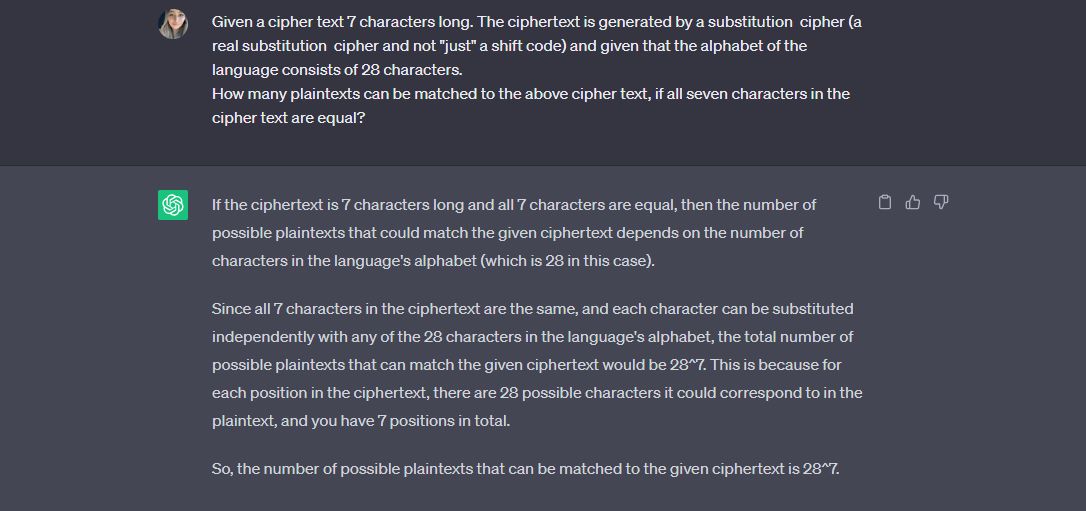 Given a cipher text 7 characters long. The ciphertext is generated by a substitution  cipher (a
real substitution  cipher and not "just" a shift code) and given that the alphabet of the
language consists of 28 characters.
How many plaintexts can be matched to the above cipher text, if all seven characters in the
cipher text are equal?
If the ciphertext is 7 characters long and all 7 characters are equal, then the number of
possible plaintexts that could match the given ciphertext depends on the number of
characters in the language's alphabet (which is 28 in this case).
Since all 7 characters in the ciphertext are the same, and each character can be substituted
independently with any of the 28 characters in the language's alphabet, the total number of
possible plaintexts that can match the given ciphertext would be 28^7. This is because for
each position in the ciphertext, there are 28 possible characters it could correspond to in the
plaintext, and you have 7 positions in total.
So, the number of possible plaintexts that can be matched to the given ciphertext is 28^7.